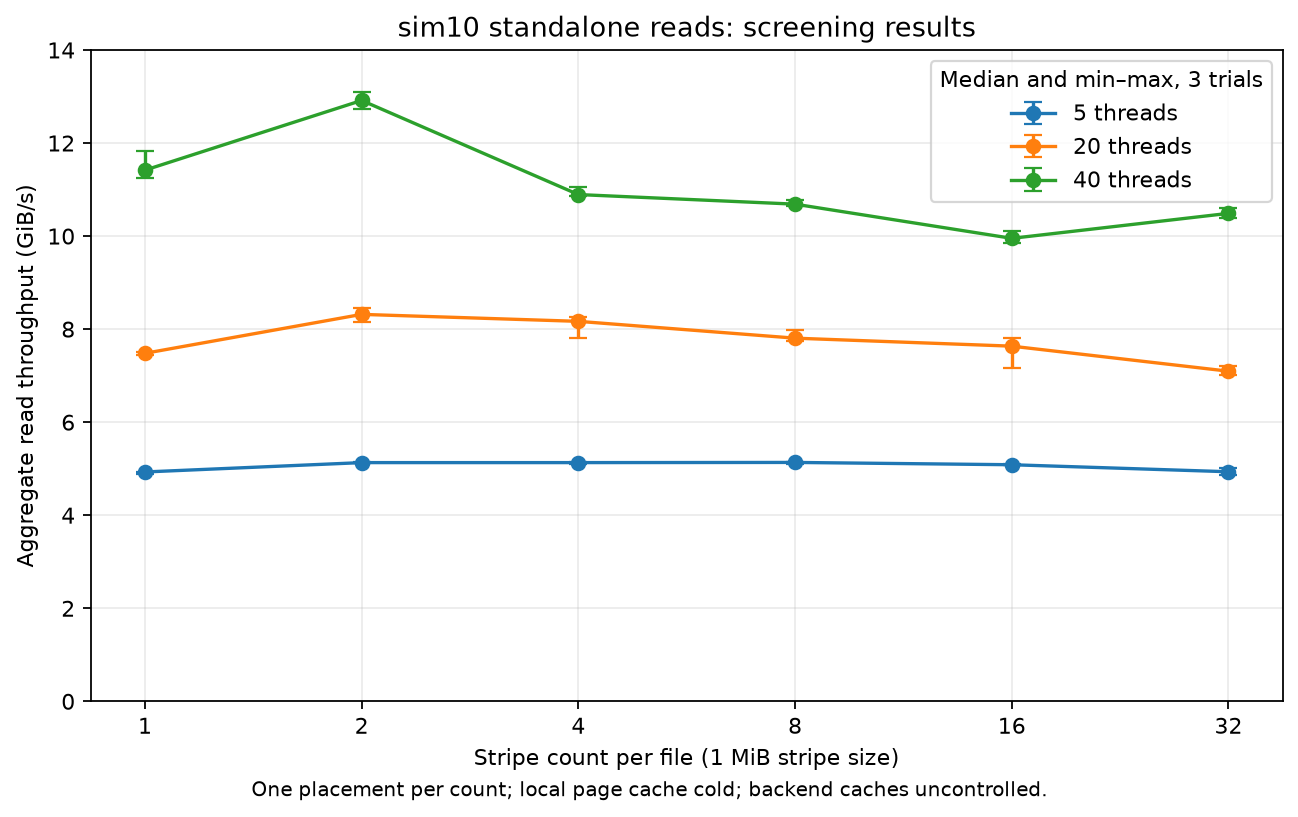 sim10 standalone reads: screening results
Aggregate read throughput (GiB/s)
14
12
10
8
6
4
2
0
Median and min–max, 3 trials
5 threads
20 threads
40 threads
1 2 4 8 16 32
Stripe count per file (1 MiB stripe size)
One placement per count; local page cache cold; backend caches uncontrolled.